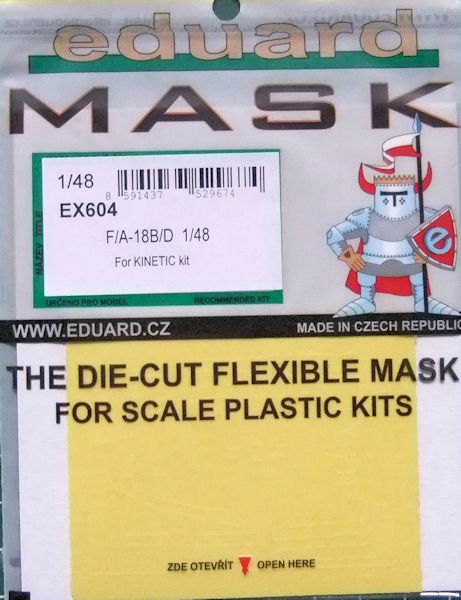 eduard
MASK
1/48
8 591437 529674
EX604
F/A-18B/D 1/48
For KINETIC kit
NÁZEV TITLE
URČENO PRO MODEL RECOMMENDED KIT
e
WWW.EDUARD.CZ MADE IN CZECH REPUBLIC
THE DIE-CUT FLEXIBLE MASK
FOR SCALE PLASTIC KITS
ZDE OTEVŘÍT OPEN HERE